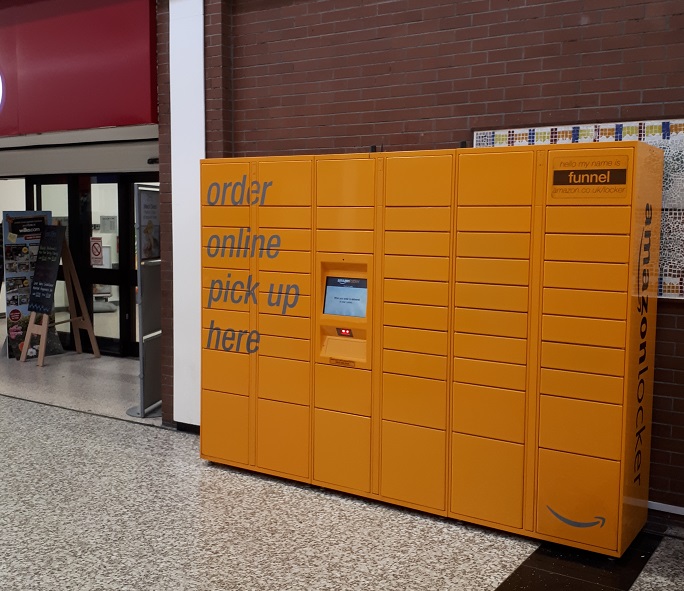 order
online
pick up
here
hello my name is
funnel
amazon.co.uk/locker
amazonlocker